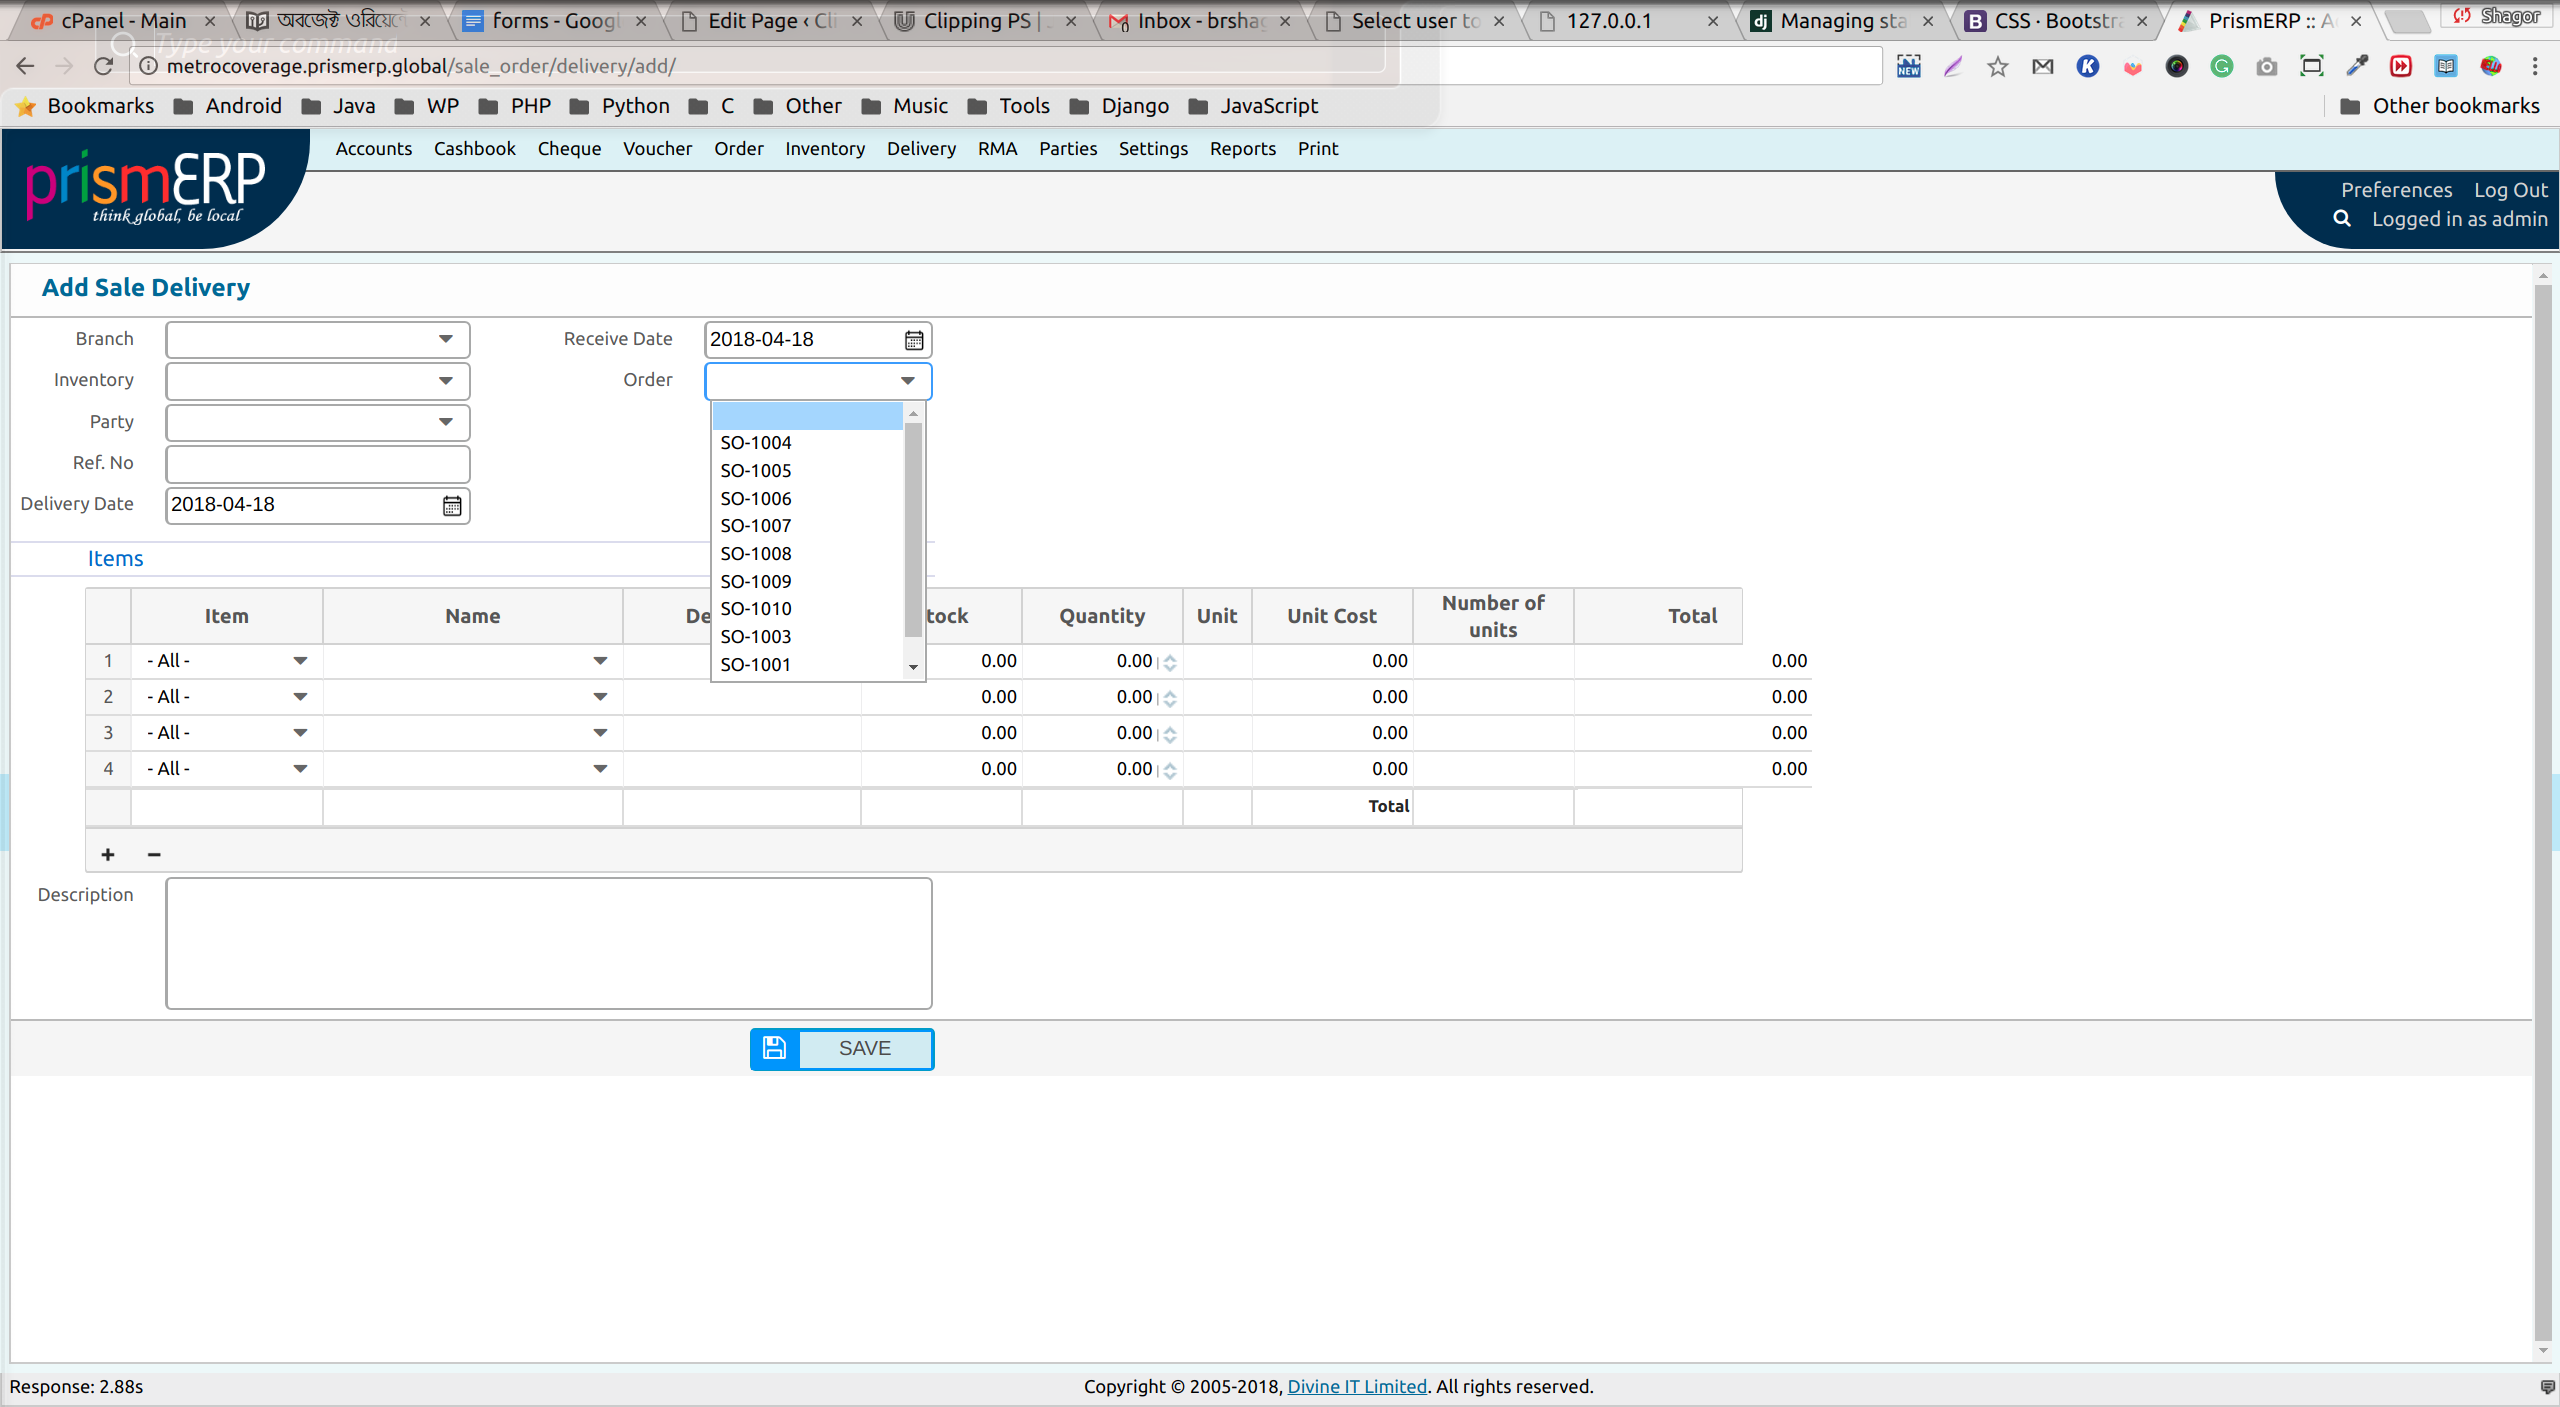 cPanel - Main
অবজেক্ট ওরিয়েন্টে
forms - Googl
Edit Page ‹ Cli
Clipping PS |
Inbox - brshag
Select user to
127.0.0.1
Managing sta
CSS · Bootstra
PrismERP :: A
Shagor
Type your command
metrocoverage.prismerp.global/sale_order/delivery/add/
NEW
Bookmarks Android Java WP PHP Python C Other Music Tools Django JavaScript Other bookmarks
prismERP
think global, be local
Accounts Cashbook Cheque Voucher Order Inventory Delivery RMA Parties Settings Reports Print
Preferences Log Out
Logged in as admin
Add Sale Delivery
Branch
Receive Date 2018-04-18
Inventory
Order
Party
Ref. No
Delivery Date 2018-04-18
SO-1004
SO-1005
SO-1006
SO-1007
SO-1008
SO-1009
SO-1010
SO-1003
SO-1001
Items
Item Name De tock Quantity Unit Unit Cost Number of units Total
1 - All - 0.00 0.00 0.00 0.00
2 - All - 0.00 0.00 0.00 0.00
3 - All - 0.00 0.00 0.00 0.00
4 - All - 0.00 0.00 0.00 0.00
Total
+ −
Description
SAVE
Response: 2.88s
Copyright © 2005-2018, Divine IT Limited. All rights reserved.